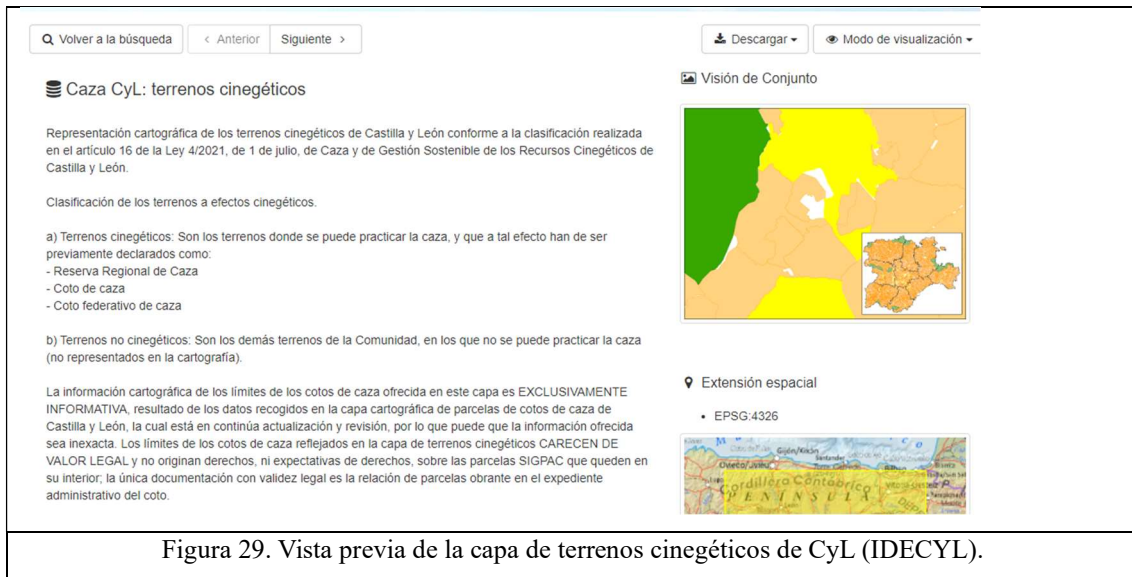 Volver a la búsqueda
Anterior
Siguiente
Descargar
Modo de visualización
Caza CyL: terrenos cinegéticos
Representación cartográfica de los terrenos cinegéticos de Castilla y León conforme a la clasificación realizada
en el artículo 16 de la Ley 4/2021, de 1 de julio, de Caza y de Gestión Sostenible de los Recursos Cinegéticos de
Castilla y León.
Clasificación de los terrenos a efectos cinegéticos.
a) Terrenos cinegéticos: Son los terrenos donde se puede practicar la caza, y que a tal efecto han de ser
previamente declarados como:
- Reserva Regional de Caza
- Coto de caza
- Coto federativo de caza
b) Terrenos no cinegéticos: Son los demás terrenos de la Comunidad, en los que no se puede practicar la caza
(no representados en la cartografía).
La información cartográfica de los límites de los cotos de caza ofrecida en este capa es EXCLUSIVAMENTE
INFORMATIVA, resultado de los datos recogidos en la capa cartográfica de parcelas de cotos de caza de
Castilla y León, la cual está en continúa actualización y revisión, por lo que puede que la información ofrecida
sea inexacta. Los límites de los cotos de caza reflejados en la capa de terrenos cinegéticos CARECEN DE
VALOR LEGAL y no originan derechos, ni expectativas de derechos, sobre las parcelas SIGPAC que queden en
su interior; la única documentación con validez legal es la relación de parcelas obrante en el expediente
administrativo del coto.
Visión de Conjunto
Extensión espacial
• EPSG:4326
Gijón/Xixón
Oviedo/Uviéu
Santander
Cordillera Cantábrica
PENÍNSULA
Figura 29. Vista previa de la capa de terrenos cinegéticos de CyL (IDECYL).